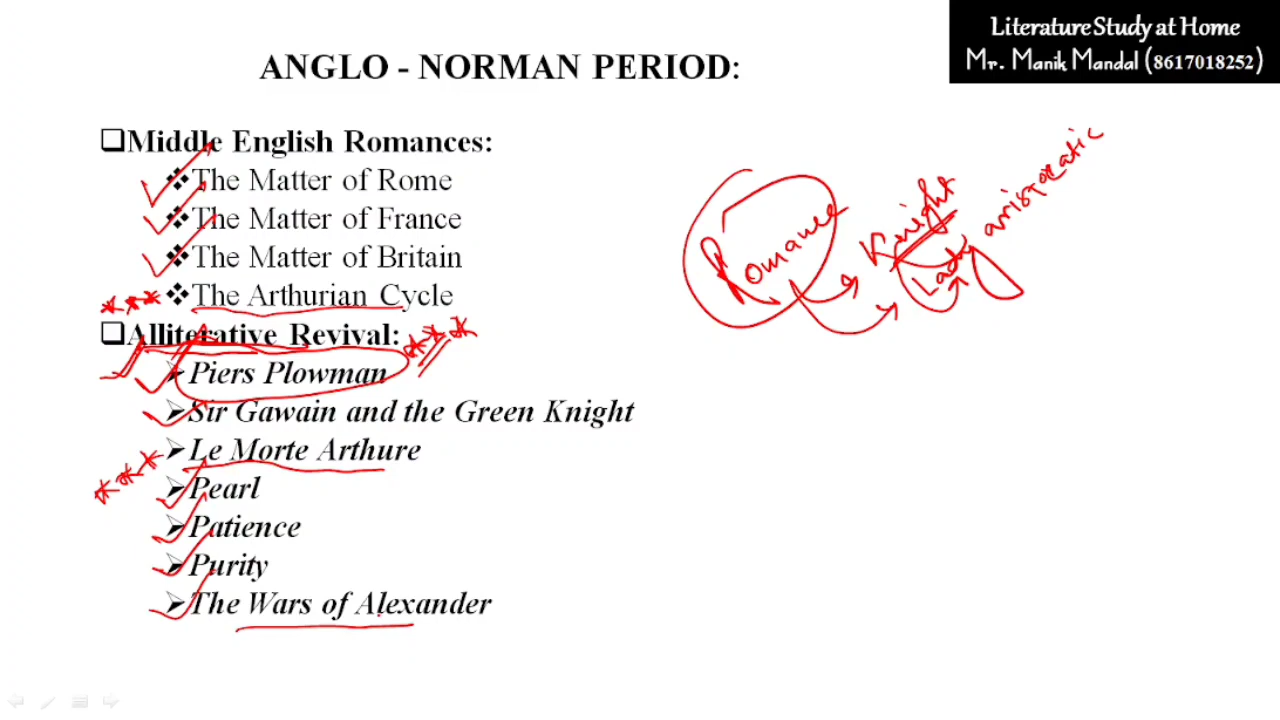 Literature Study at Home
Mr. Manik Mandal (8617018252)
ANGLO - NORMAN PERIOD:
Middle English Romances:
The Matter of Rome
The Matter of France
The Matter of Britain
The Arthurian Cycle
Alliterative Revival:
Piers Plowman
Sir Gawain and the Green Knight
Le Morte Arthure
Pearl
Patience
Purity
The Wars of Alexander
Romance
Knight
Lady
arristocratic